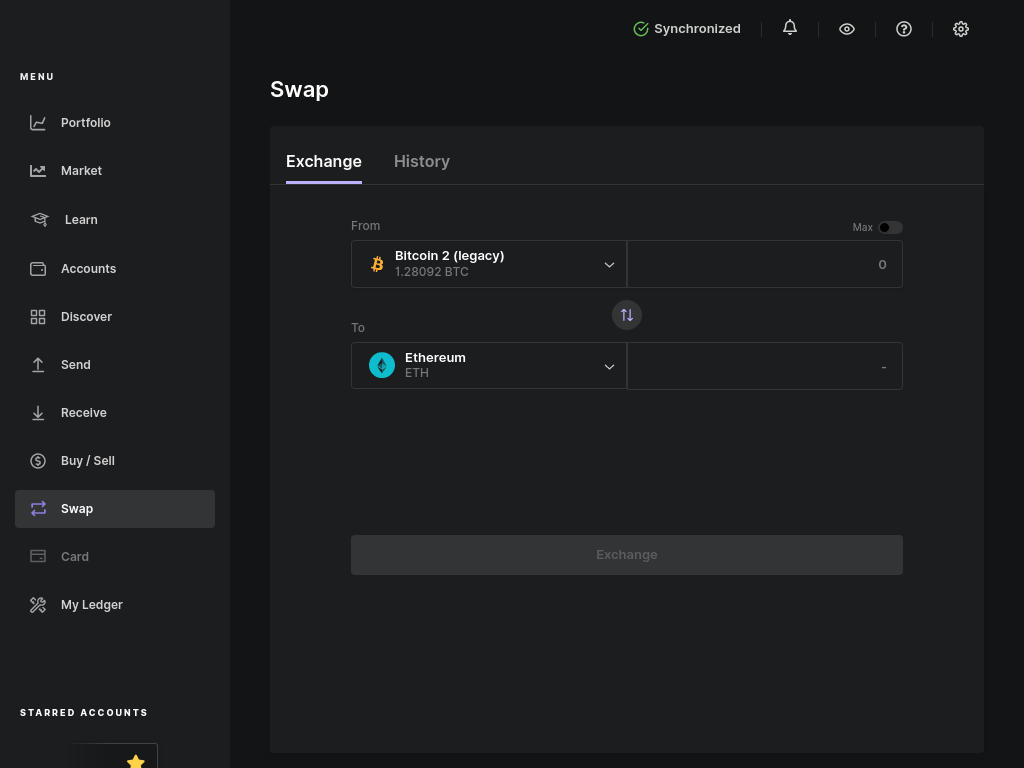 Synchronized
MENU
Portfolio
Market
Learn
Accounts
Discover
Send
Receive
Buy / Sell
Swap
Card
My Ledger
STARRED ACCOUNTS
Swap
Exchange
History
From
Max
Bitcoin 2 (legacy)
1.28092 BTC
0
To
Ethereum
ETH
-
Exchange